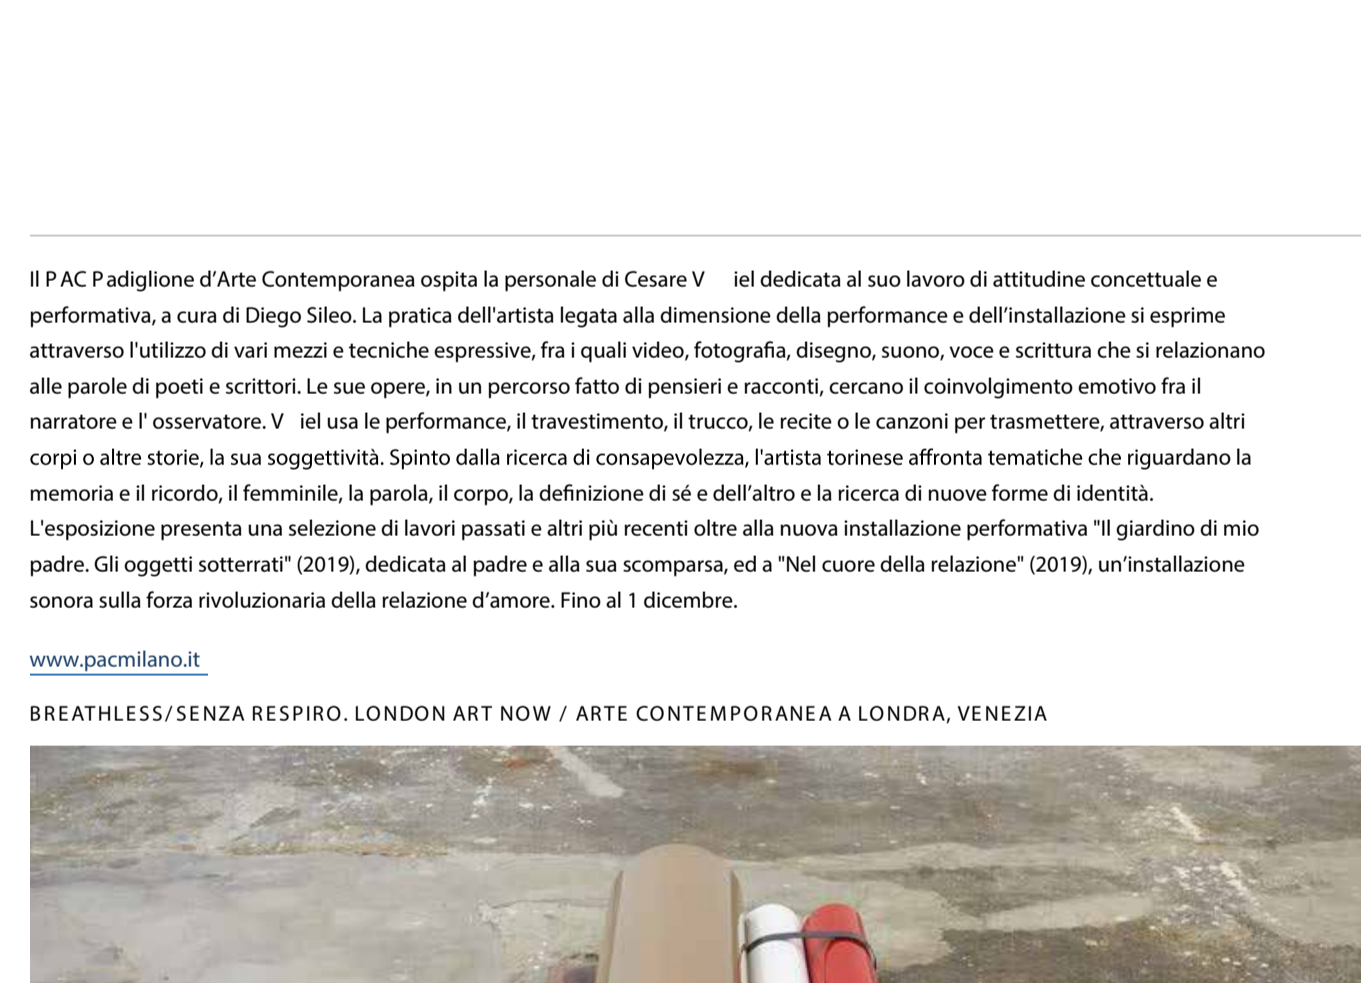 Il PAC Padiglione d’Arte Contemporanea ospita la personale di Cesare V iel dedicata al suo lavoro di attitudine concettuale e
performativa, a cura di Diego Sileo. La pratica dell'artista legata alla dimensione della performance e dell’installazione si esprime
attraverso l'utilizzo di vari mezzi e tecniche espressive, fra i quali video, fotografia, disegno, suono, voce e scrittura che si relazionano
alle parole di poeti e scrittori. Le sue opere, in un percorso fatto di pensieri e racconti, cercano il coinvolgimento emotivo fra il
narratore e l' osservatore. V iel usa le performance, il travestimento, il trucco, le recite o le canzoni per trasmettere, attraverso altri
corpi o altre storie, la sua soggettività. Spinto dalla ricerca di consapevolezza, l'artista torinese affronta tematiche che riguardano la
memoria e il ricordo, il femminile, la parola, il corpo, la definizione di sé e dell’altro e la ricerca di nuove forme di identità.
L'esposizione presenta una selezione di lavori passati e altri più recenti oltre alla nuova installazione performativa "Il giardino di mio
padre. Gli oggetti sotterrati" (2019), dedicata al padre e alla sua scomparsa, ed a "Nel cuore della relazione" (2019), un’installazione
sonora sulla forza rivoluzionaria della relazione d’amore. Fino al 1 dicembre.
www.pacmilano.it
BREATHLESS/SENZA RESPIRO. LONDON ART NOW / ARTE CONTEMPORANEA A LONDRA, VENEZIA